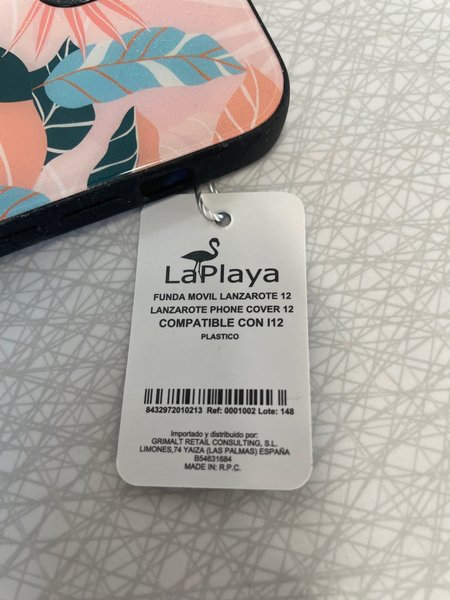 LaPlaya
FUNDA MOVIL LANZAROTE 12
LANZAROTE PHONE COVER 12
COMPATIBLE CON I12
PLASTICO
8432972010213 Ref: 0001002 Lote: 148
Importado y distribuido por:
GRIMALT RETAIL CONSULTING, S.L.
LIMONES,74 YAIZA (LAS PALMAS) ESPAÑA
B54631684
MADE IN: R.P.C.